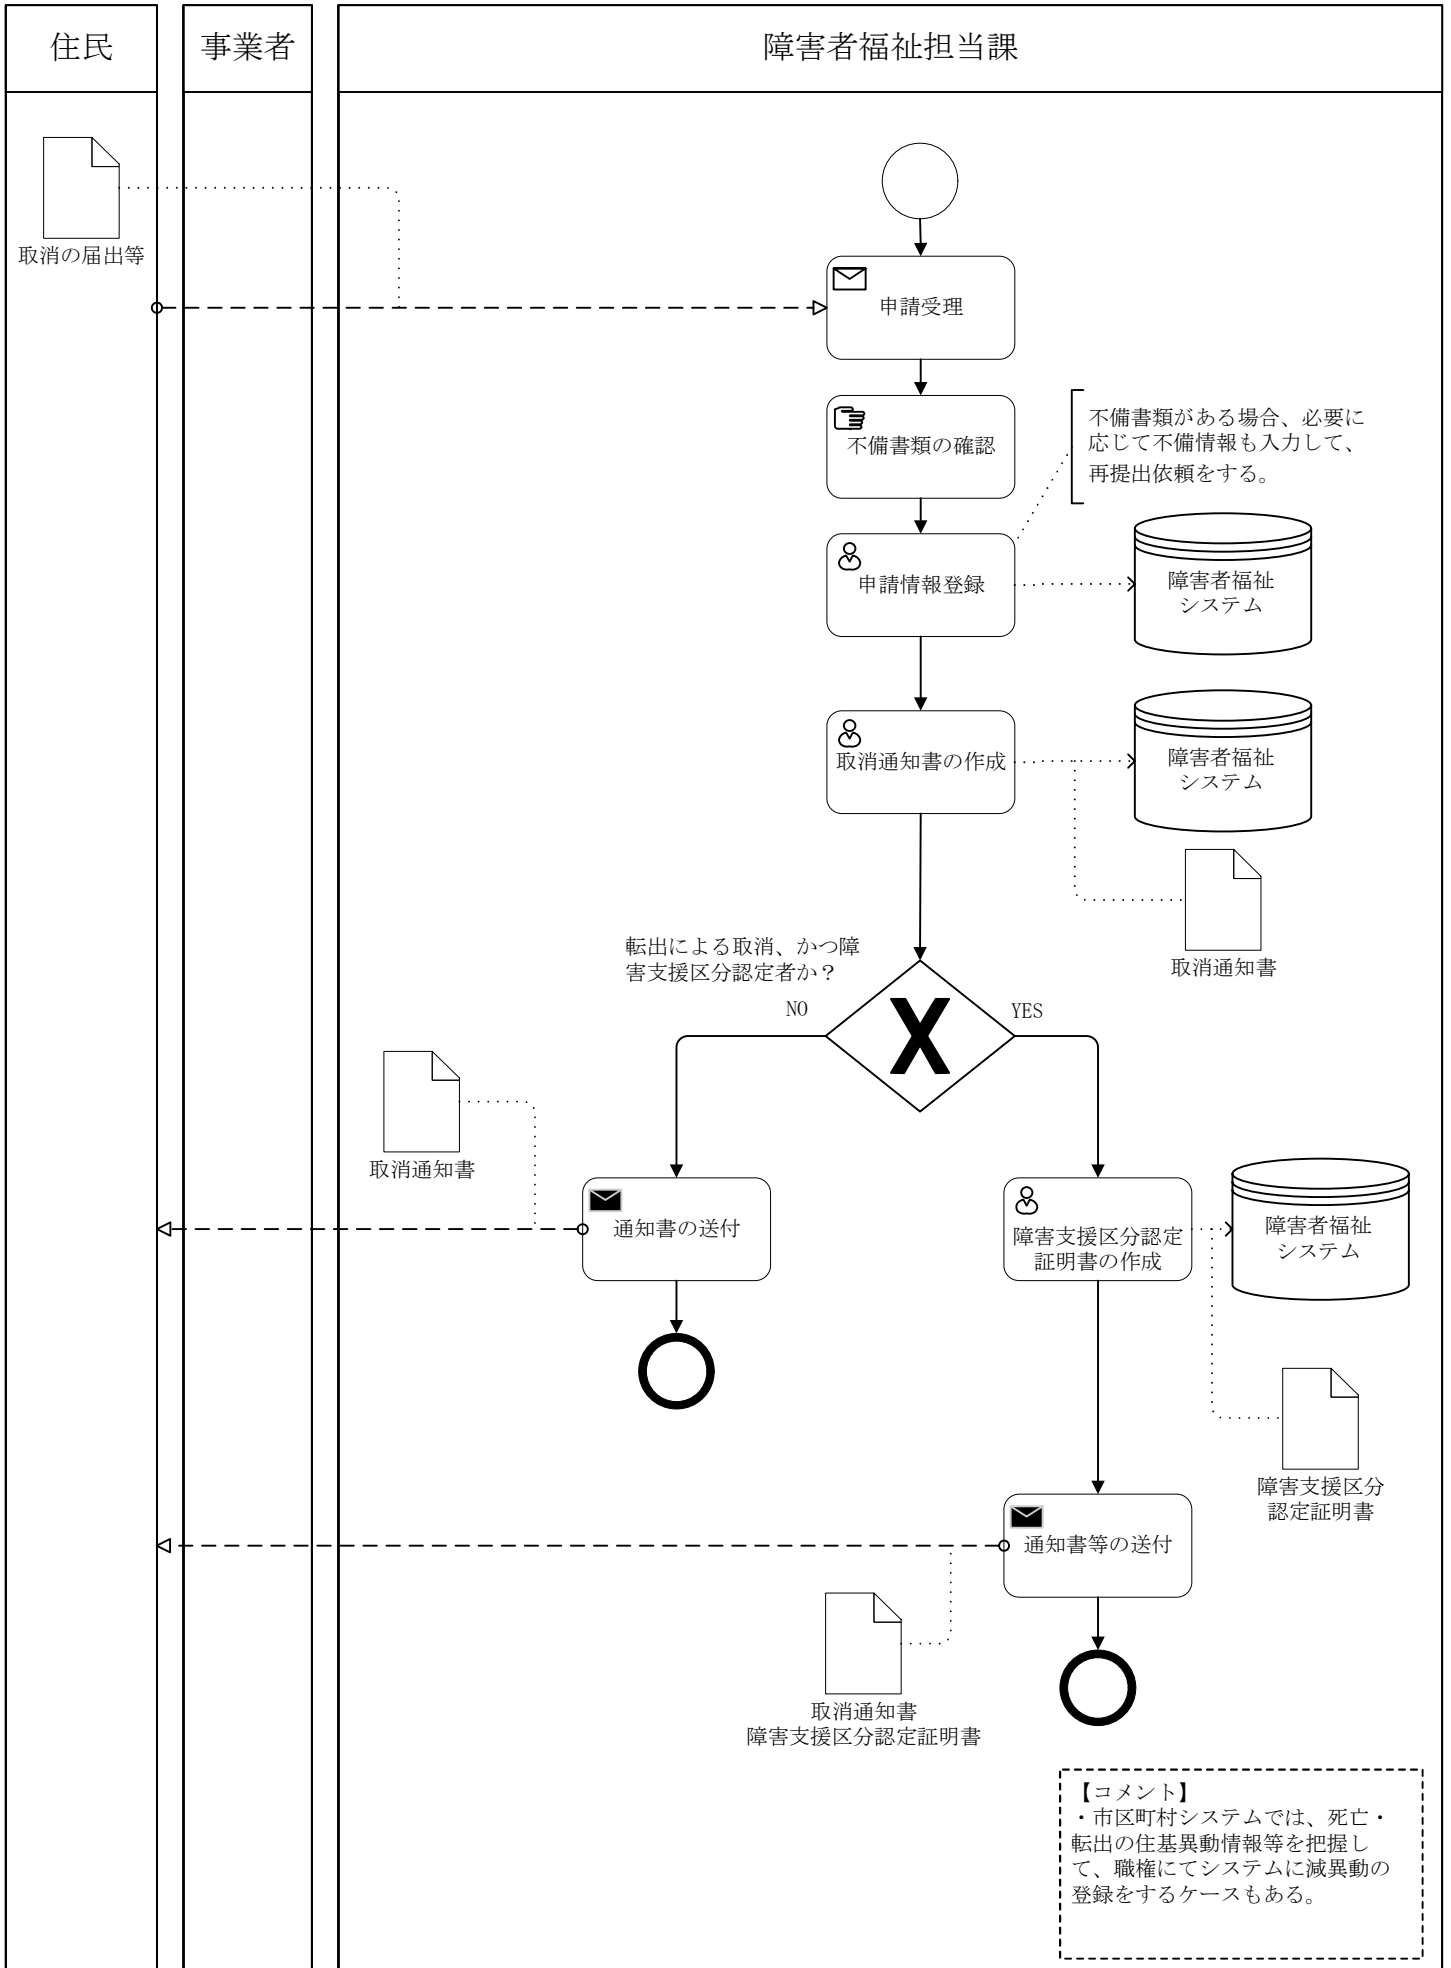 住民
事業者
障害者福祉担当課
取消の届出等
申請受理
不備書類の確認
不備書類がある場合、必要に
応じて不備情報も入力して、
再提出依頼をする。
申請情報登録
障害者福祉
システム
取消通知書の作成
障害者福祉
システム
取消通知書
転出による取消、かつ障
害支援区分認定者か？
NO
YES
X
取消通知書
通知書の送付
障害支援区分認定
証明書の作成
障害者福祉
システム
障害支援区分
認定証明書
通知書等の送付
取消通知書
障害支援区分認定証明書
【コメント】
・市区町村システムでは、死亡・
転出の住基異動情報等を把握し
て、職権にてシステムに減異動の
登録をするケースもある。